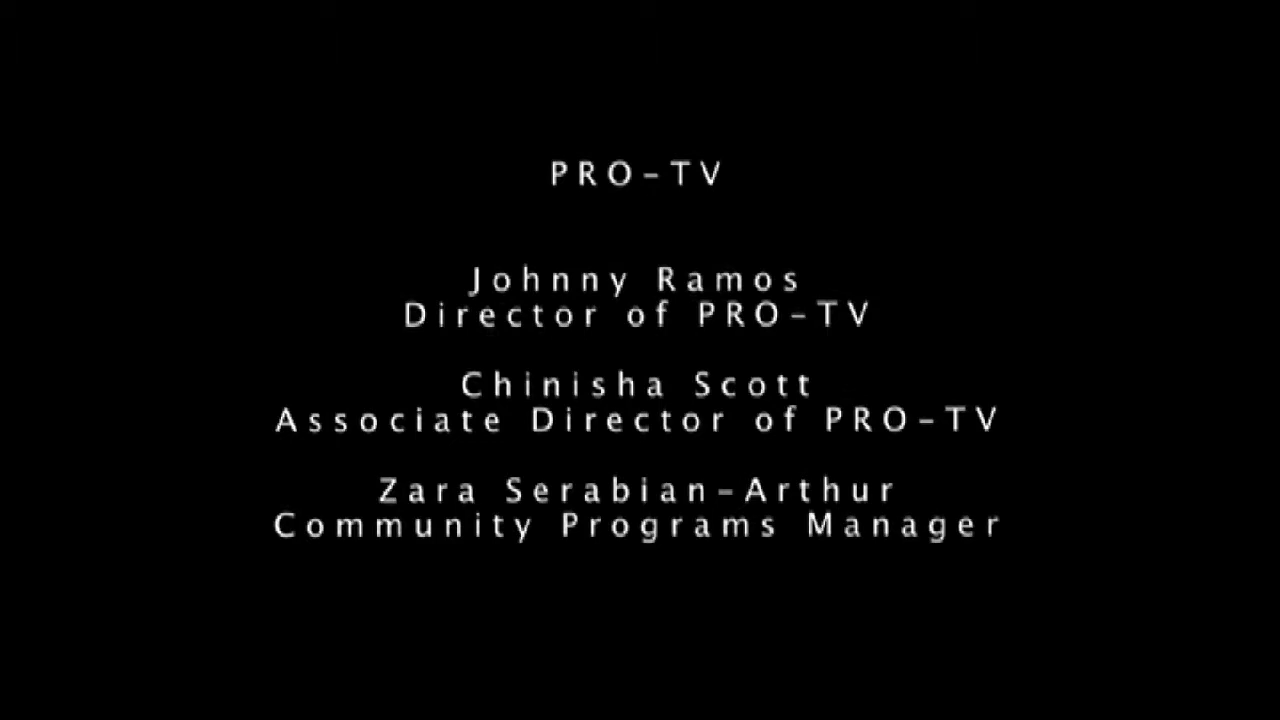 PRO-TV
Johnny Ramos
Director of PRO-TV
Chinisha Scott
Associate Director of PRO-TV
Zara Serabian-Arthur
Community Programs Manager